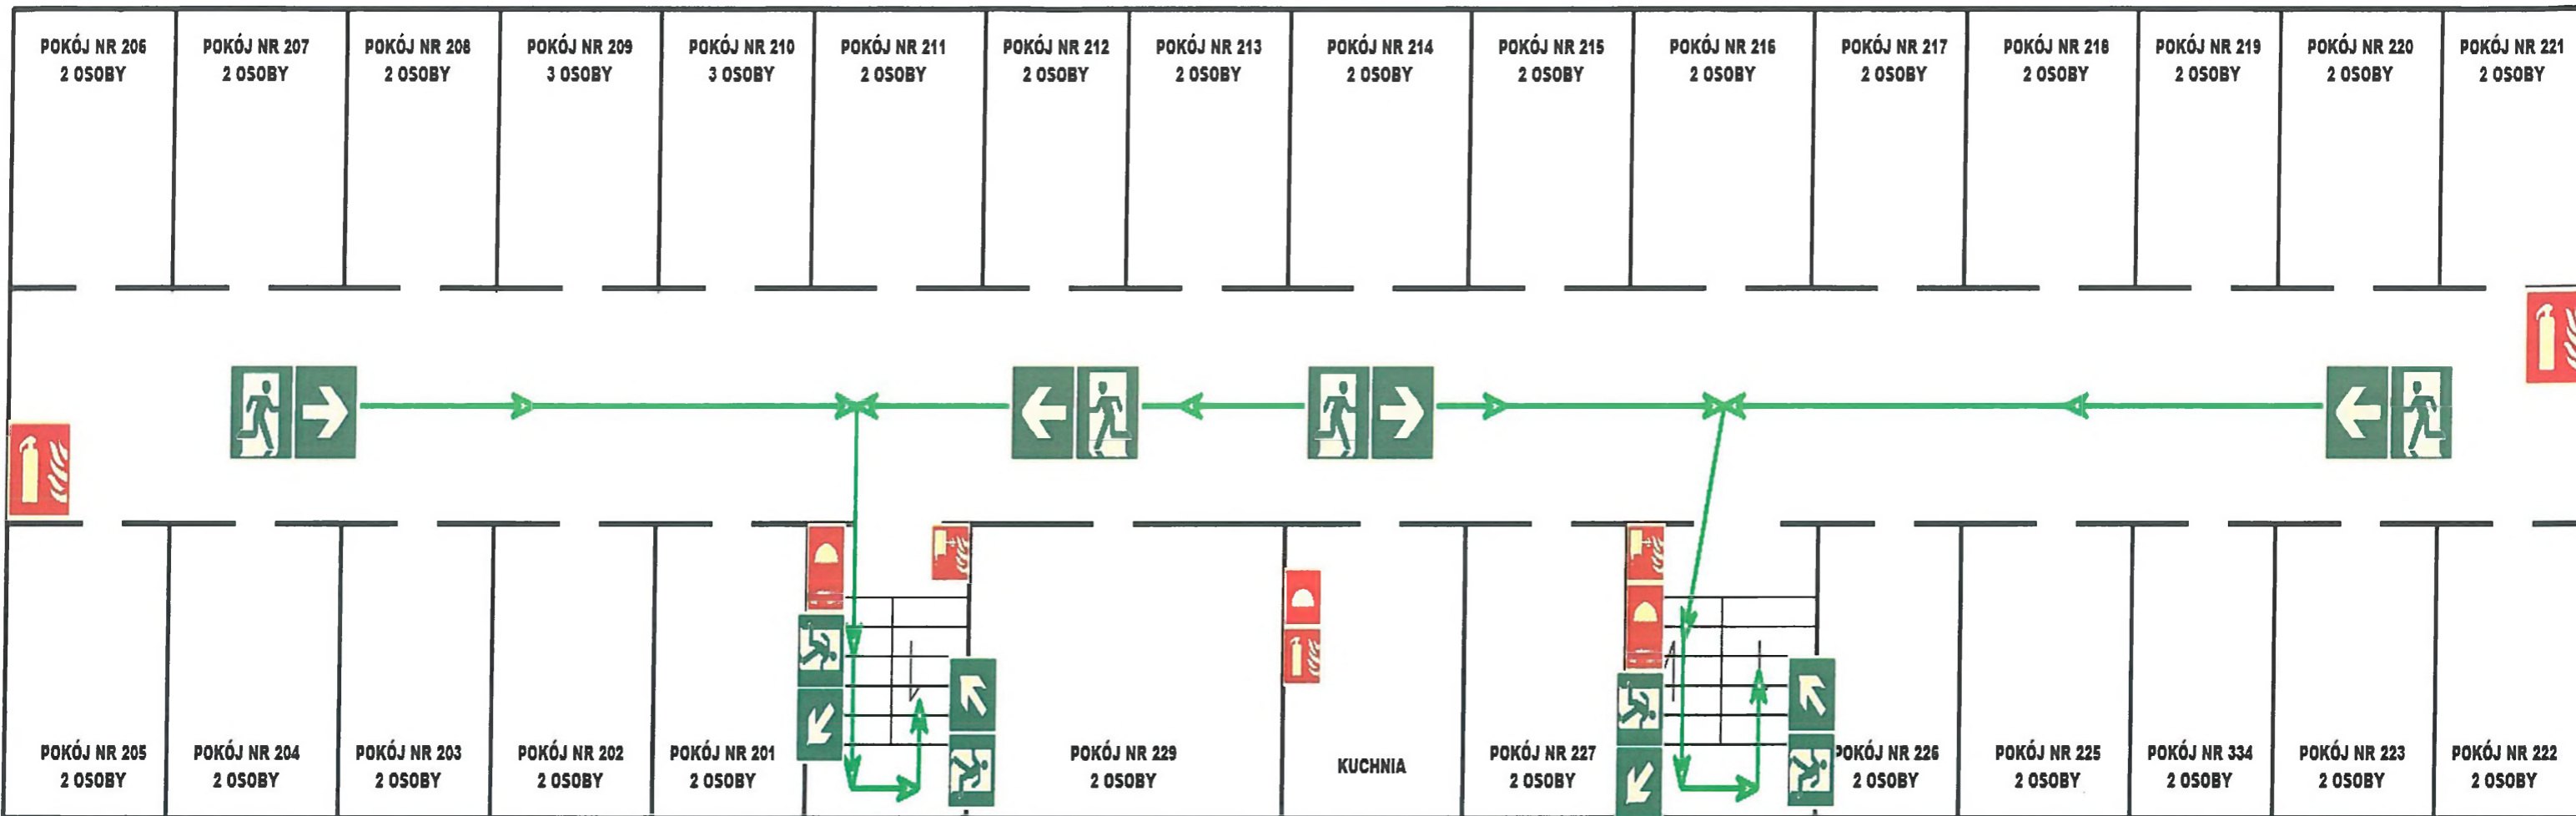 POKÓJ NR 206
2 OSOBY
POKÓJ NR 207
2 OSOBY
POKÓJ NR 208
2 OSOBY
POKÓJ NR 209
3 OSOBY
POKÓJ NR 210
3 OSOBY
POKÓJ NR 211
2 OSOBY
POKÓJ NR 212
2 OSOBY
POKÓJ NR 213
2 OSOBY
POKÓJ NR 214
2 OSOBY
POKÓJ NR 215
2 OSOBY
POKÓJ NR 216
2 OSOBY
POKÓJ NR 217
2 OSOBY
POKÓJ NR 218
2 OSOBY
POKÓJ NR 219
2 OSOBY
POKÓJ NR 220
2 OSOBY
POKÓJ NR 221
2 OSOBY
POKÓJ NR 205
2 OSOBY
POKÓJ NR 204
2 OSOBY
POKÓJ NR 203
2 OSOBY
POKÓJ NR 202
2 OSOBY
POKÓJ NR 201
2 OSOBY
POKÓJ NR 229
2 OSOBY
KUCHNIA
POKÓJ NR 227
2 OSOBY
POKÓJ NR 226
2 OSOBY
POKÓJ NR 225
2 OSOBY
POKÓJ NR 334
2 OSOBY
POKÓJ NR 223
2 OSOBY
POKÓJ NR 222
2 OSOBY